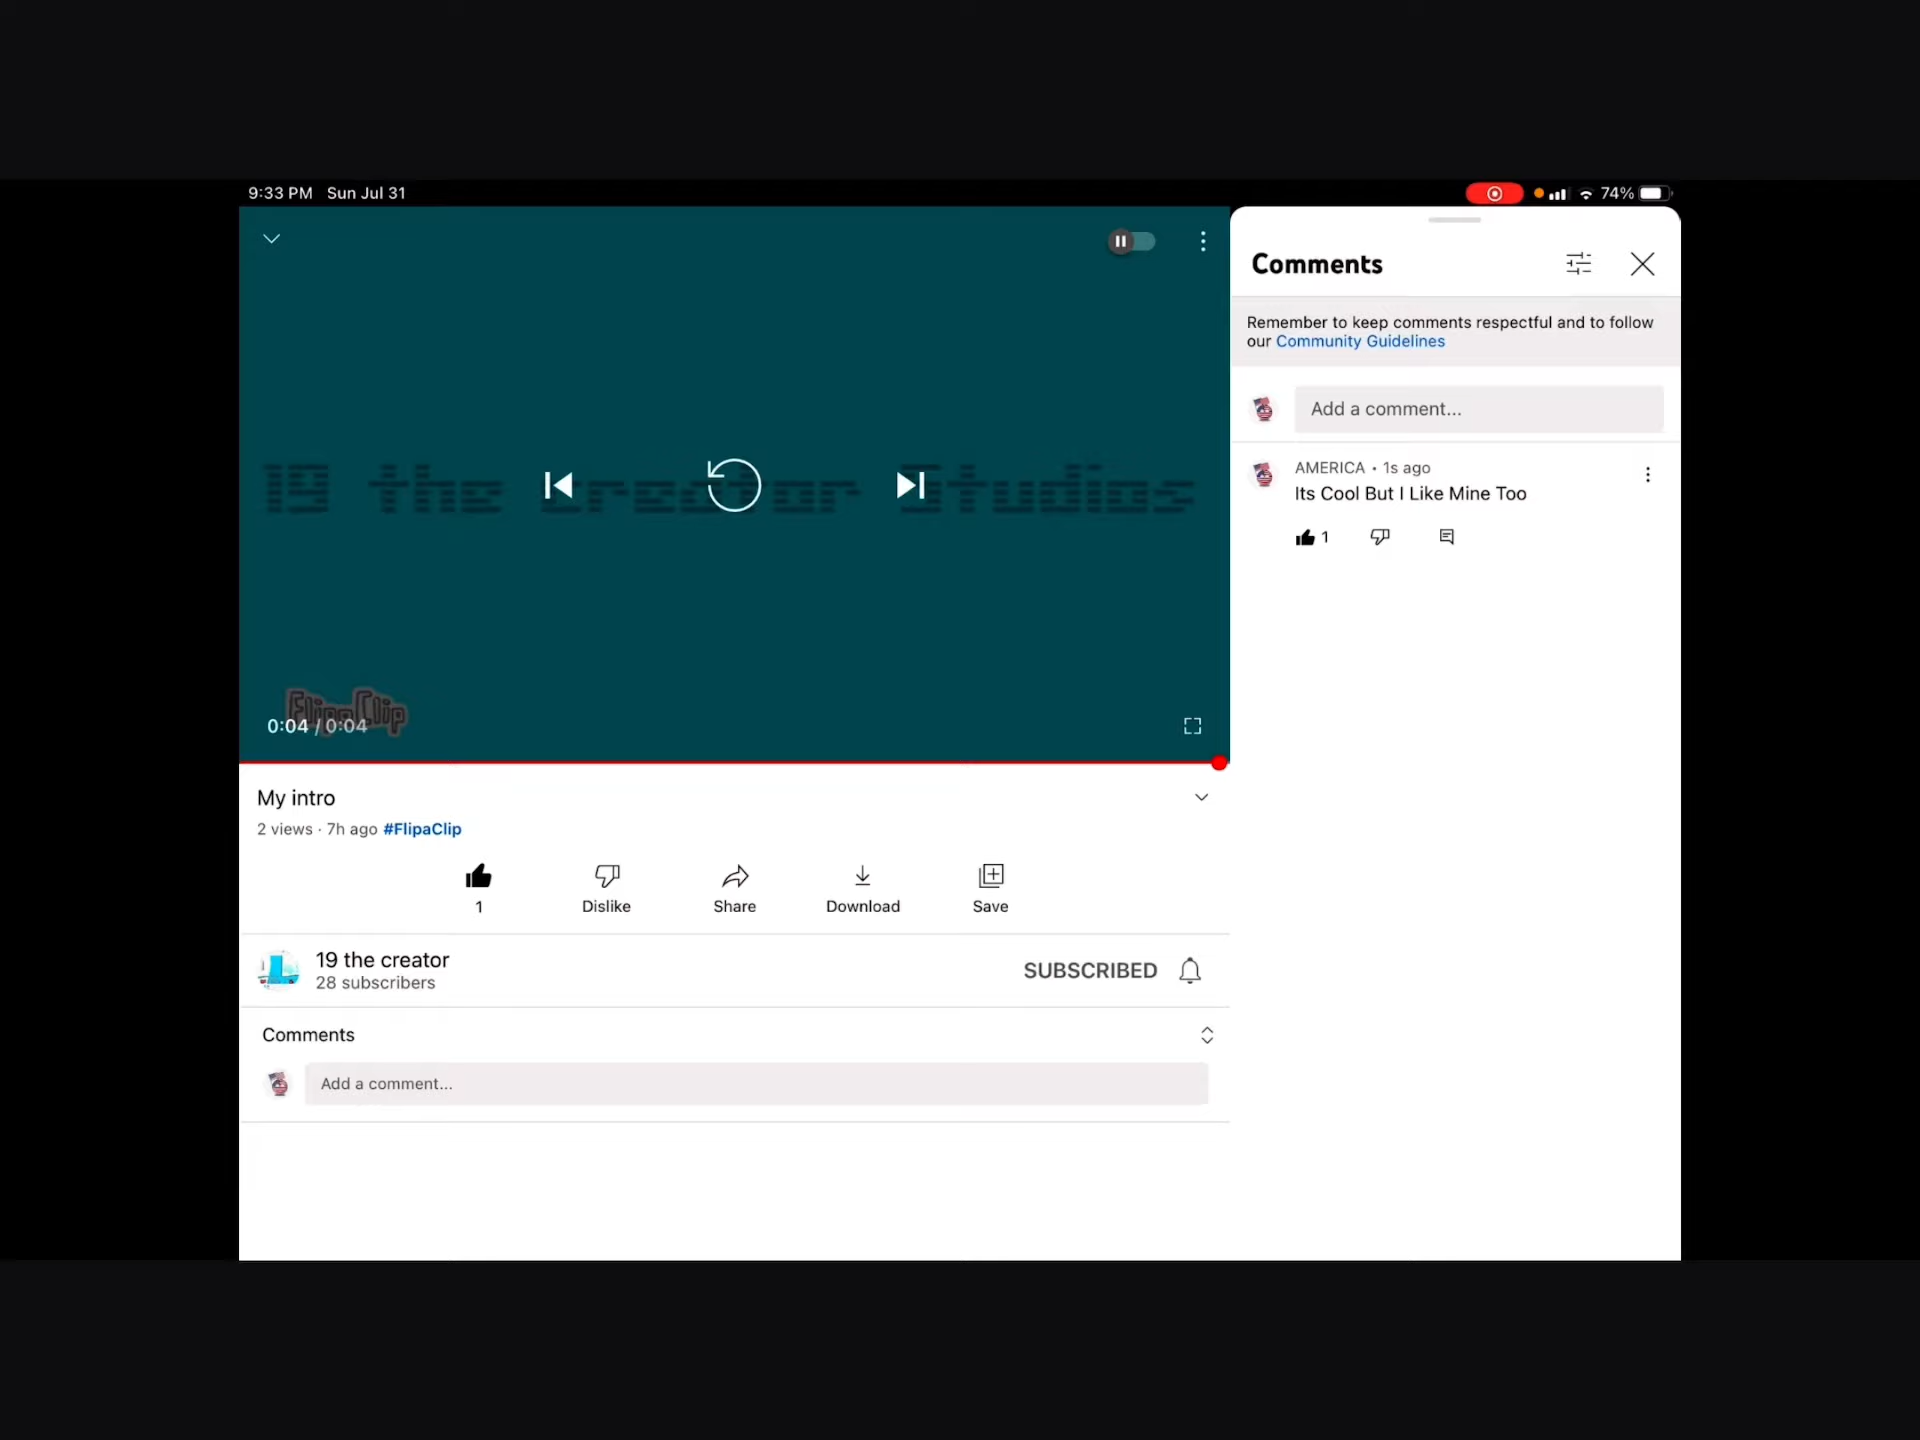 9:33 PM Sun Jul 31
74%
19 the creator Studios
FlipaClip
0:04 / 0:04
My intro
2 views · 7h ago #FlipaClip
1
Dislike
Share
Download
Save
19 the creator
28 subscribers
SUBSCRIBED
Comments
Add a comment...
Comments
Remember to keep comments respectful and to follow
our Community Guidelines
Add a comment...
AMERICA • 1s ago
Its Cool But I Like Mine Too
1